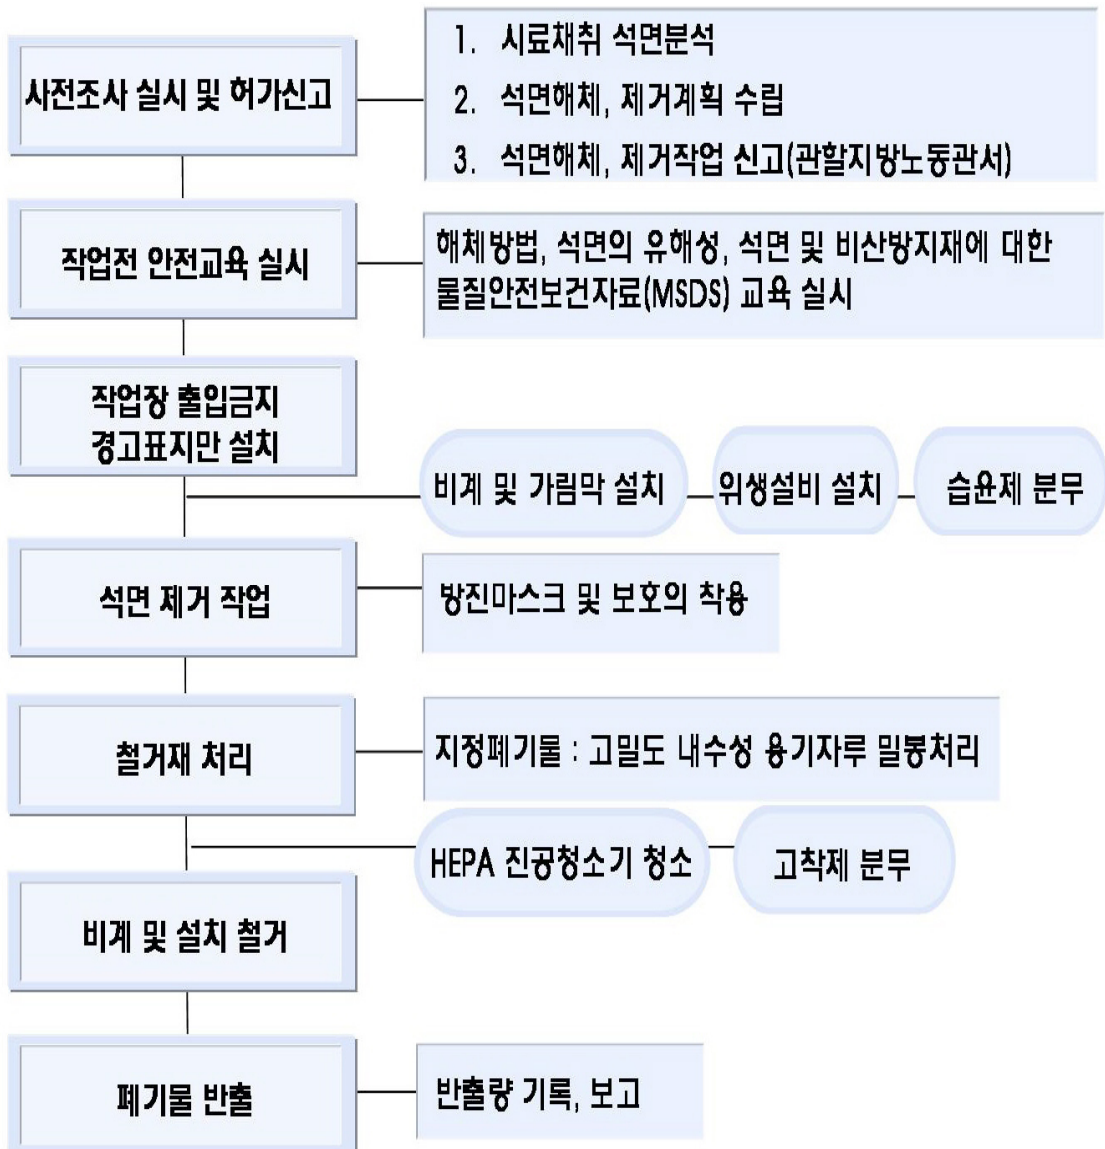 사전조사 실시 및 허가신고
1. 시료채취 석면분석
2. 석면해체, 제거계획 수립
3. 석면해체, 제거작업 신고(관할지방노동관서)
작업전 안전교육 실시
해체방법, 석면의 유해성, 석면 및 비산방지재에 대한
물질안전보건자료(MSDS) 교육 실시
작업장 출입금지
경고표지만 설치
비계 및 가림막 설치
위생설비 설치
습윤제 분무
석면 제거 작업
방진마스크 및 보호의 착용
철거재 처리
지정폐기물 : 고밀도 내수성 용기자루 밀봉처리
HEPA 진공청소기 청소
고착제 분무
비계 및 설치 철거
폐기물 반출
반출량 기록, 보고